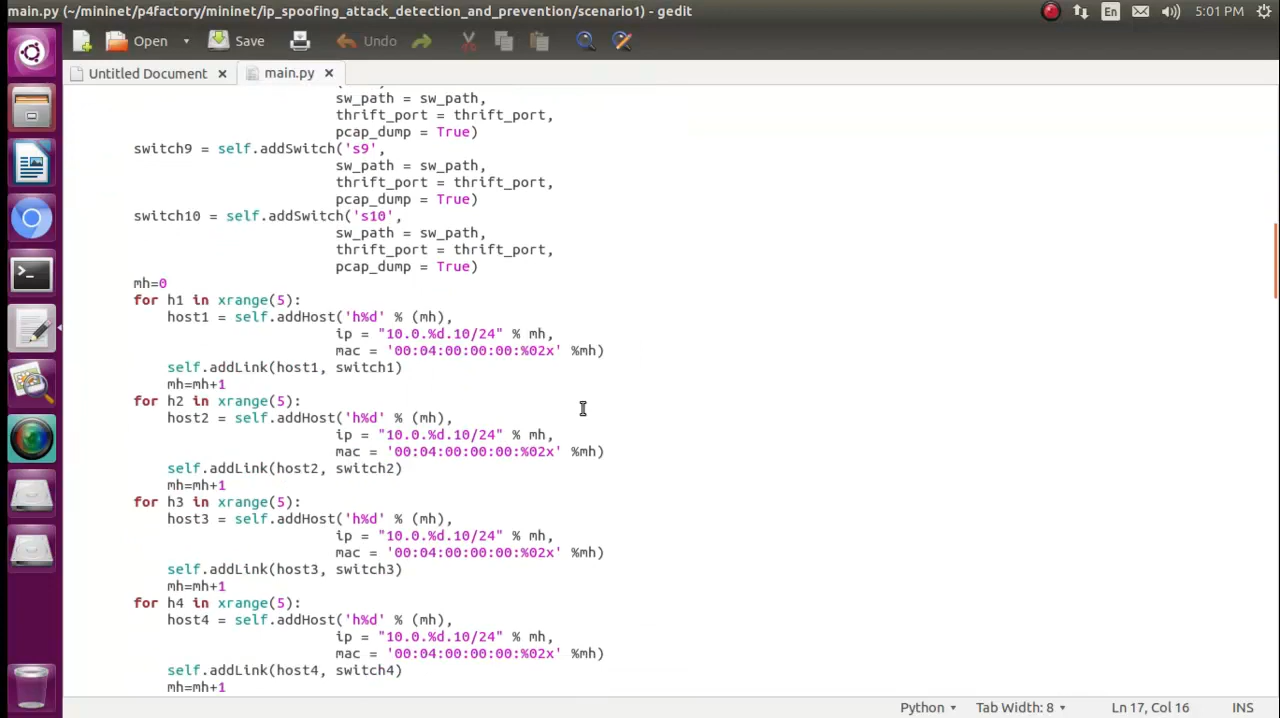 main.py (~/mininet/p4factory/mininet/ip_spoofing_attack_detection_and_prevention/scenario1) - gedit
En
5:01 PM
Open
Save
Undo
Untitled Document
main.py
sw_path = sw_path,
thrift_port = thrift_port,
pcap_dump = True)
switch9 = self.addSwitch('s9',
sw_path = sw_path,
thrift_port = thrift_port,
pcap_dump = True)
switch10 = self.addSwitch('s10',
sw_path = sw_path,
thrift_port = thrift_port,
pcap_dump = True)
mh=0
for h1 in xrange(5):
host1 = self.addHost('h%d' % (mh),
ip = "10.0.%d.10/24" % mh,
mac = '00:04:00:00:00:%02x' %mh)
self.addLink(host1, switch1)
mh=mh+1
for h2 in xrange(5):
host2 = self.addHost('h%d' % (mh),
ip = "10.0.%d.10/24" % mh,
mac = '00:04:00:00:00:%02x' %mh)
self.addLink(host2, switch2)
mh=mh+1
for h3 in xrange(5):
host3 = self.addHost('h%d' % (mh),
ip = "10.0.%d.10/24" % mh,
mac = '00:04:00:00:00:%02x' %mh)
self.addLink(host3, switch3)
mh=mh+1
for h4 in xrange(5):
host4 = self.addHost('h%d' % (mh),
ip = "10.0.%d.10/24" % mh,
mac = '00:04:00:00:00:%02x' %mh)
self.addLink(host4, switch4)
mh=mh+1
Python
Tab Width: 8
Ln 17, Col 16
INS